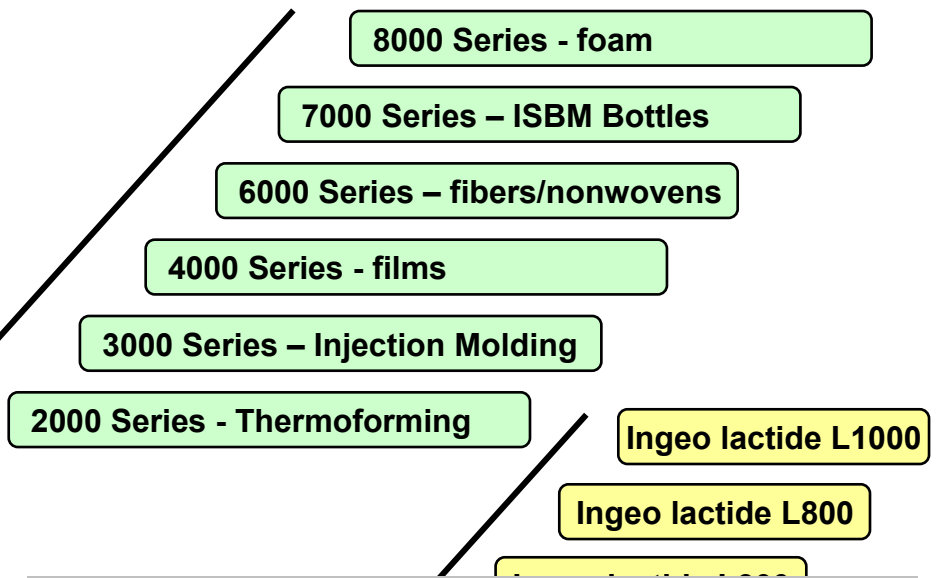 8000 Series - foam
7000 Series – ISBM Bottles
6000 Series – fibers/nonwovens
4000 Series - films
3000 Series – Injection Molding
2000 Series - Thermoforming
Ingeo lactide L1000
Ingeo lactide L800